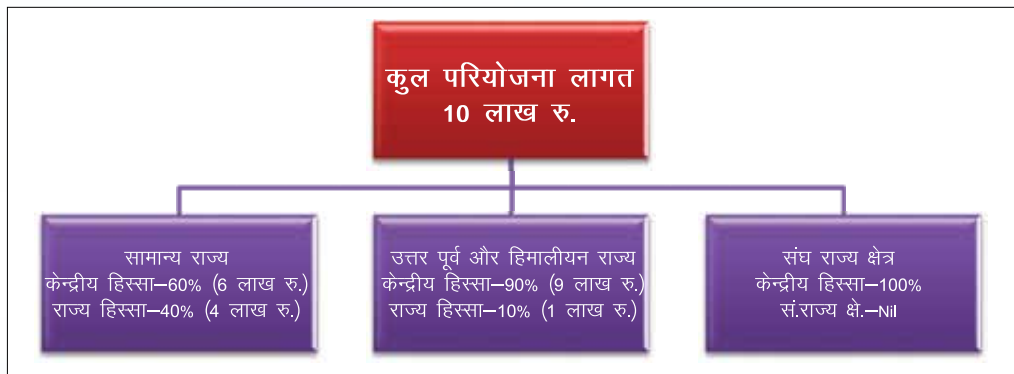 कुल परियोजना लागत
10 लाख रु.
सामान्य राज्य
केन्द्रीय हिस्सा–60% (6 लाख रु.)
राज्य हिस्सा–40% (4 लाख रु.)
उत्तर पूर्व और हिमालीयन राज्य
केन्द्रीय हिस्सा–90% (9 लाख रु.)
राज्य हिस्सा–10% (1 लाख रु.)
संघ राज्य क्षेत्र
केन्द्रीय हिस्सा–100%
सं.राज्य क्षे.–Nil